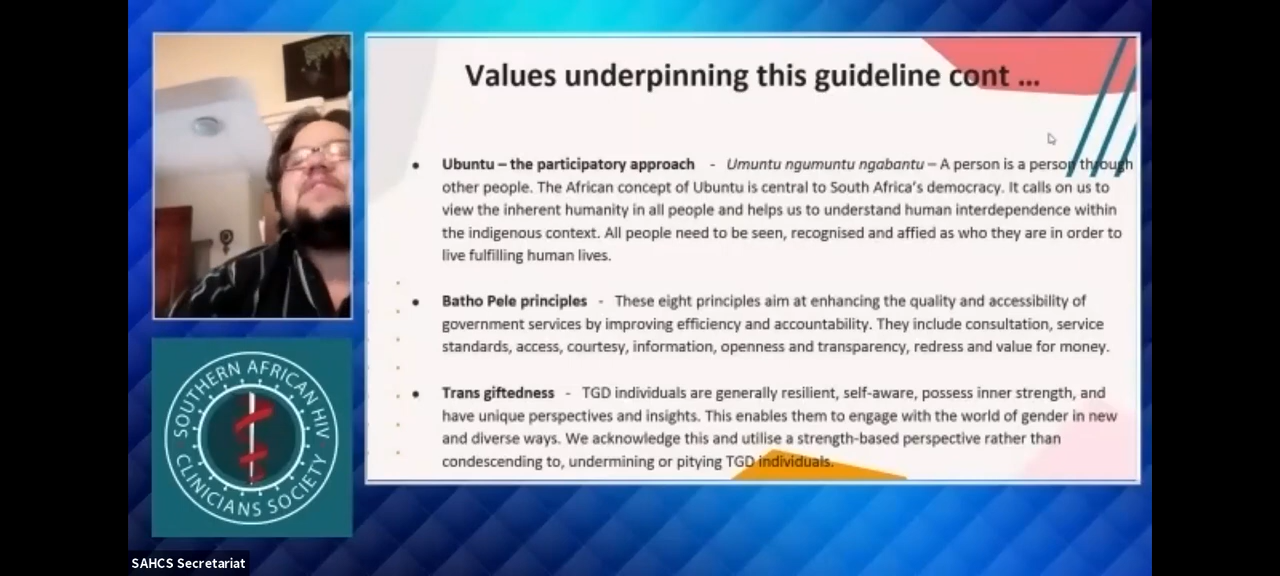 Values underpinning this guideline cont ...
• Ubuntu – the participatory approach - Umuntu ngumuntu ngabantu – A person is a person through
other people. The African concept of Ubuntu is central to South Africa's democracy. It calls on us to
view the inherent humanity in all people and helps us to understand human interdependence within
the indigenous context. All people need to be seen, recognised and affied as who they are in order to
live fulfilling human lives.
• Batho Pele principles - These eight principles aim at enhancing the quality and accessibility of
government services by improving efficiency and accountability. They include consultation, service
standards, access, courtesy, information, openness and transparency, redress and value for money.
• Trans giftedness - TGD individuals are generally resilient, self-aware, possess inner strength, and
have unique perspectives and insights. This enables them to engage with the world of gender in new
and diverse ways. We acknowledge this and utilise a strength-based perspective rather than
condescending to, undermining or pitying TGD individuals.
SOUTHERN AFRICAN HIV
CLINICIANS SOCIETY
SAHCS Secretariat